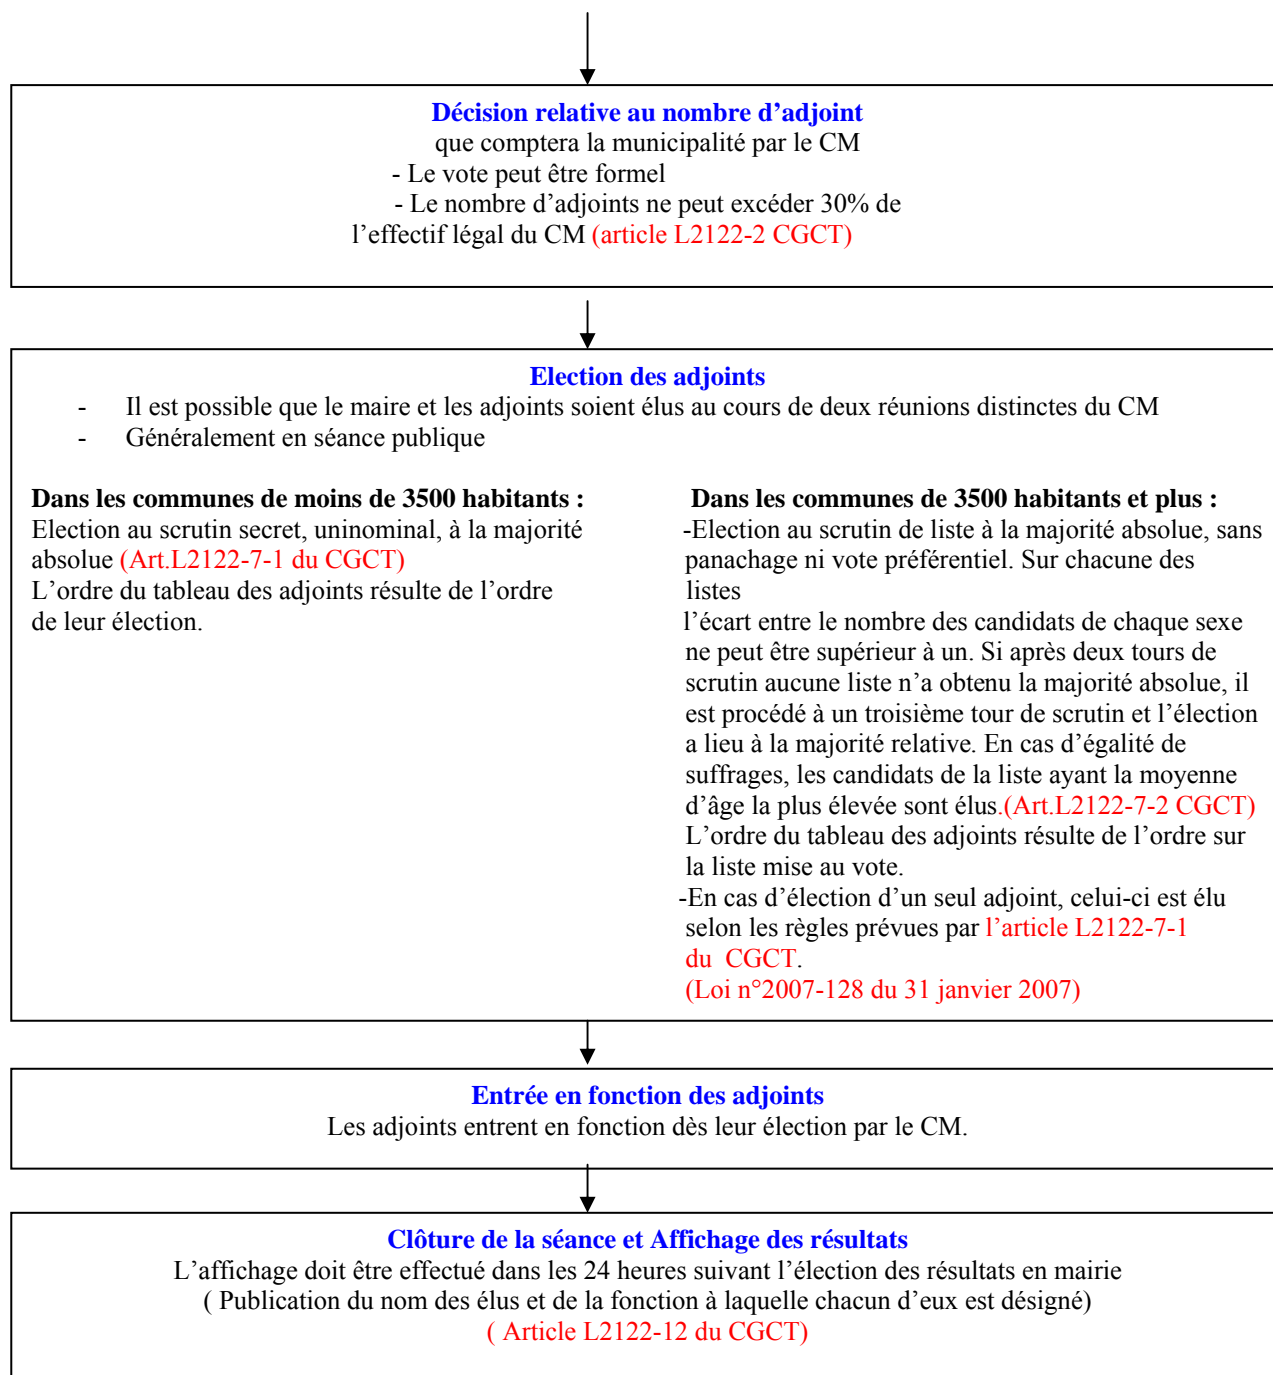 Décision relative au nombre d’adjoint
que comptera la municipalité par le CM
- Le vote peut être formel
- Le nombre d’adjoints ne peut excéder 30% de
l’effectif légal du CM (article L2122-2 CGCT)
Election des adjoints
- Il est possible que le maire et les adjoints soient élus au cours de deux réunions distinctes du CM
- Généralement en séance publique
Dans les communes de moins de 3500 habitants :
Election au scrutin secret, uninominal, à la majorité
absolue (Art.L2122-7-1 du CGCT)
L’ordre du tableau des adjoints résulte de l’ordre
de leur élection.
Dans les communes de 3500 habitants et plus :
-Election au scrutin de liste à la majorité absolue, sans
panachage ni vote préférentiel. Sur chacune des
listes
l’écart entre le nombre des candidats de chaque sexe
ne peut être supérieur à un. Si après deux tours de
scrutin aucune liste n’a obtenu la majorité absolue, il
est procédé à un troisième tour de scrutin et l’élection
a lieu à la majorité relative. En cas d’égalité de
suffrages, les candidats de la liste ayant la moyenne
d’âge la plus élevée sont élus.(Art.L2122-7-2 CGCT)
L’ordre du tableau des adjoints résulte de l’ordre sur
la liste mise au vote.
-En cas d’élection d’un seul adjoint, celui-ci est élu
selon les règles prévues par l’article L2122-7-1
du CGCT.
(Loi n°2007-128 du 31 janvier 2007)
Entrée en fonction des adjoints
Les adjoints entrent en fonction dès leur élection par le CM.
Clôture de la séance et Affichage des résultats
L’affichage doit être effectué dans les 24 heures suivant l’élection des résultats en mairie
( Publication du nom des élus et de la fonction à laquelle chacun d’eux est désigné)
( Article L2122-12 du CGCT)